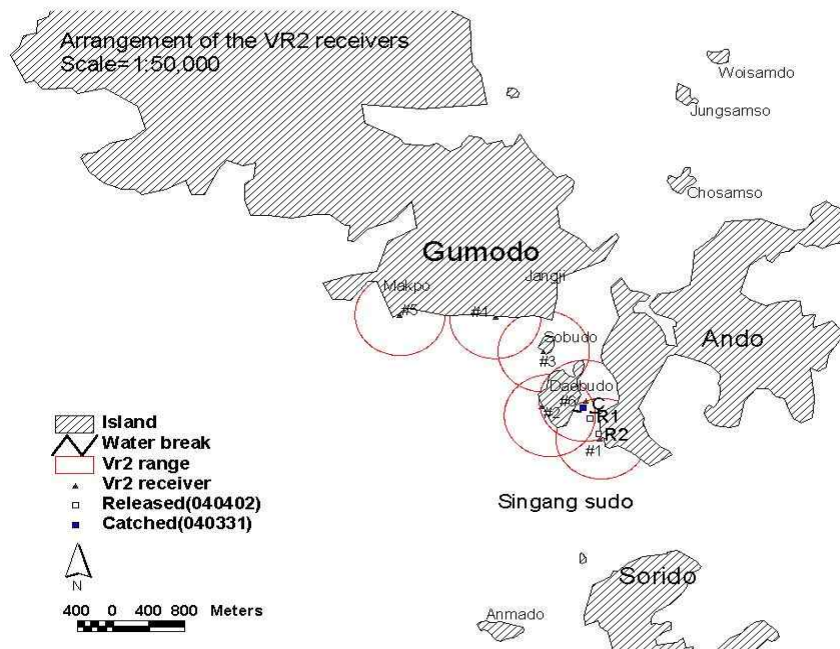 Arrangement of the VR2 receivers
Scale=1:50,000
Woisamdo
Jungsamso
Chosamso
Gumodo
Jangji
Makpo
#5
#4
Sobudo
#3
Ando
Daebudo
#6
C
#2
R1
R2
#1
Singang sudo
Island
Water break
Vr2 range
Vr2 receiver
Released(040402)
Catched(040331)
N
400 0 400 800 Meters
Sorido
Anmado